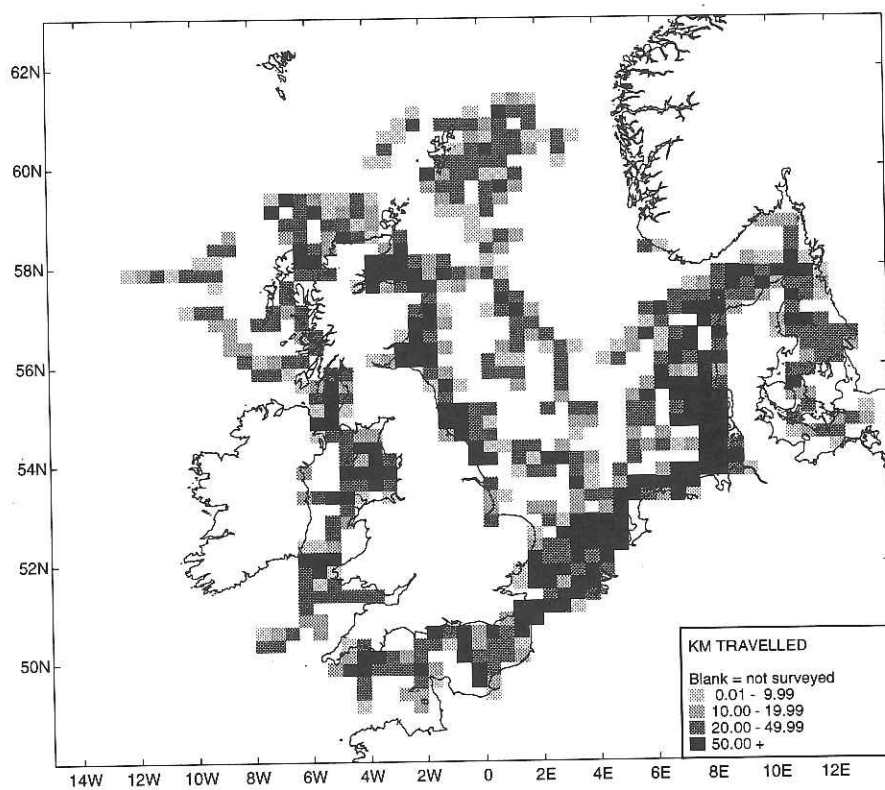 62N
60N
58N
56N
54N
52N
50N
KM TRAVELLED
Blank = not surveyed
0.01 - 9.99
10.00 - 19.99
20.00 - 49.99
50.00 +
14W 12W 10W 8W 6W 4W 2W 0 2E 4E 6E 8E 10E 12E